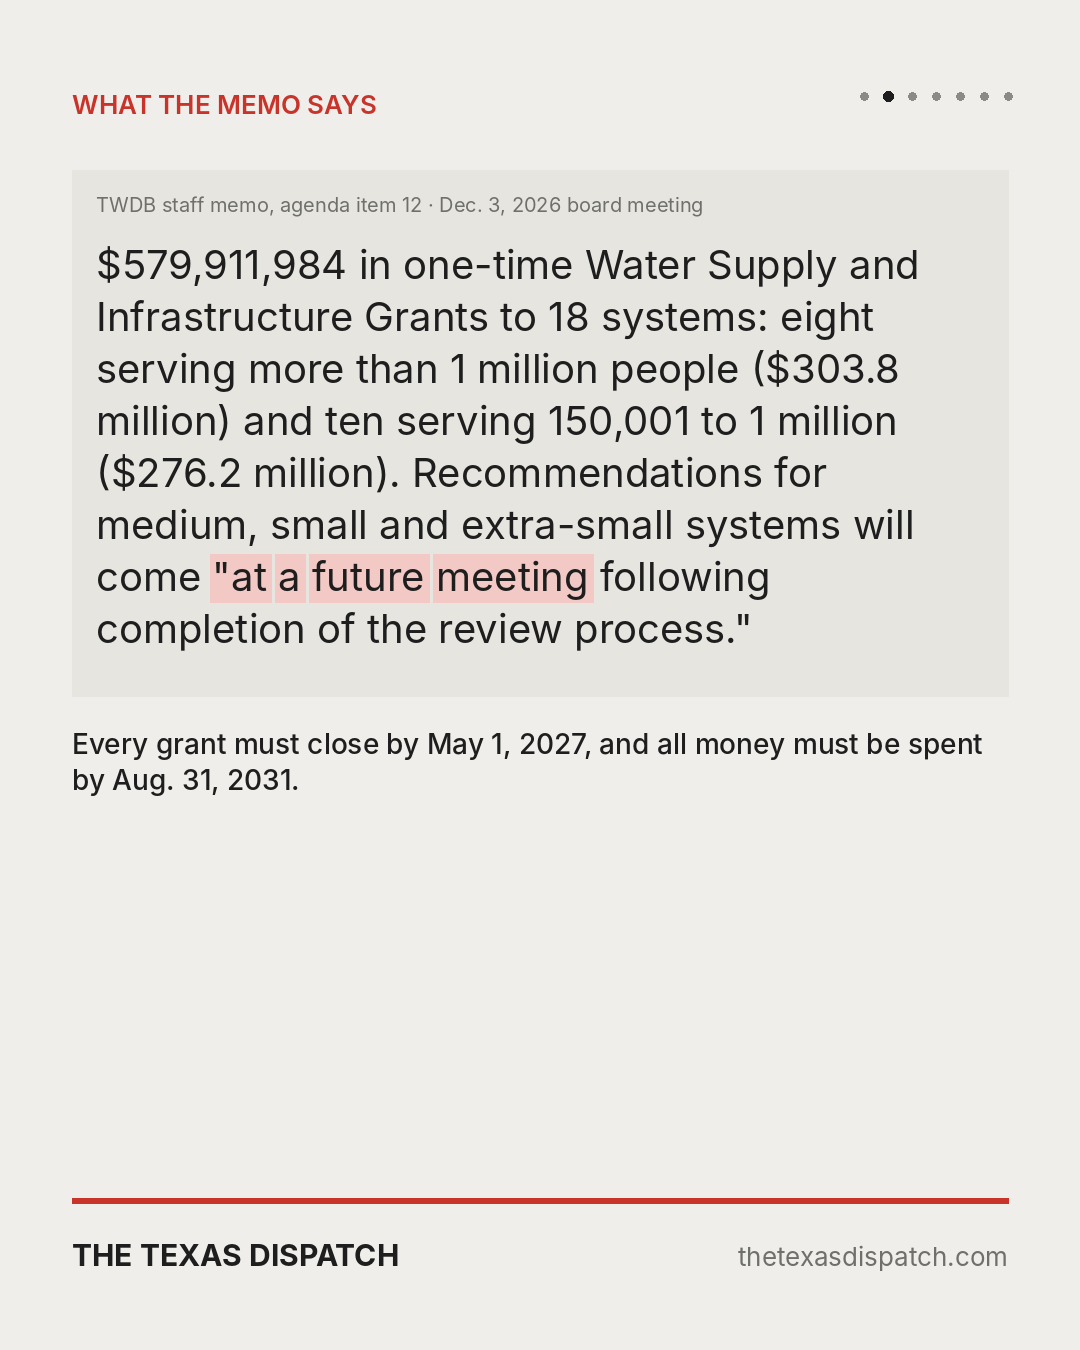 WHAT THE MEMO SAYS
TWDB staff memo, agenda item 12 · Dec. 3, 2026 board meeting
$579,911,984 in one-time Water Supply and
Infrastructure Grants to 18 systems: eight
serving more than 1 million people ($303.8
million) and ten serving 150,001 to 1 million
($276.2 million). Recommendations for
medium, small and extra-small systems will
come "at a future meeting following
completion of the review process."
Every grant must close by May 1, 2027, and all money must be spent
by Aug. 31, 2031.
THE TEXAS DISPATCH
thetexasdispatch.com